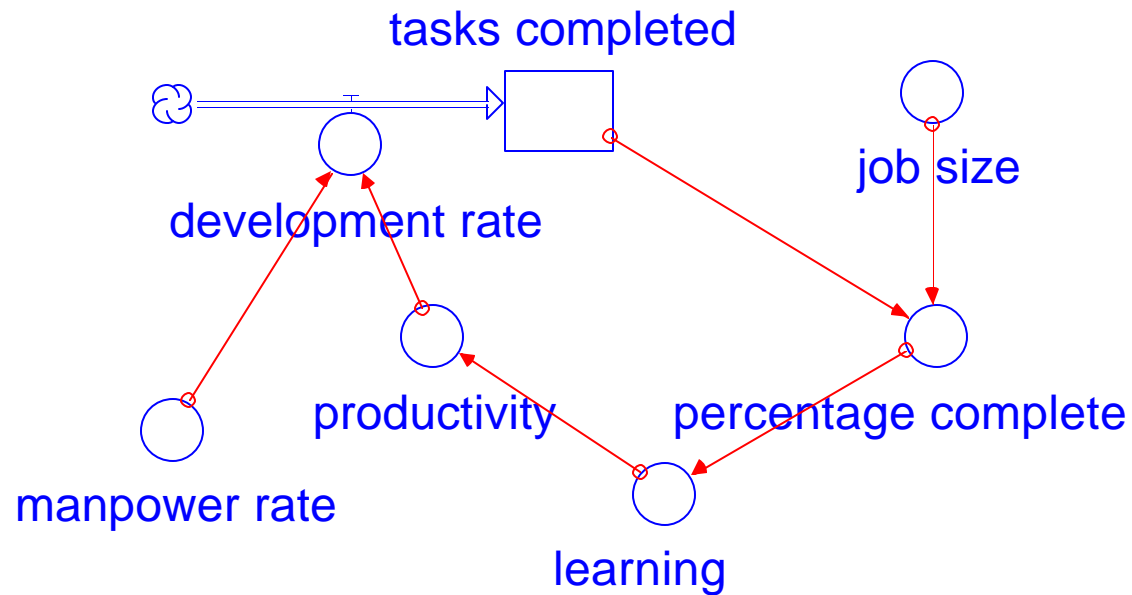 tasks completed
job size
development rate
productivity
percentage complete
manpower rate
learning